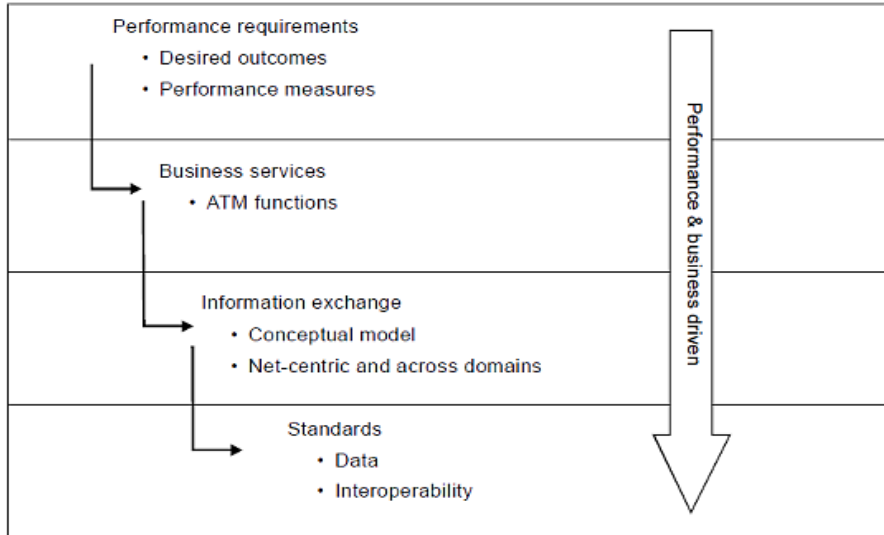 Performance requirements
• Desired outcomes
• Performance measures
Business services
• ATM functions
Information exchange
• Conceptual model
• Net-centric and across domains
Standards
• Data
• Interoperability
Performance & business driven